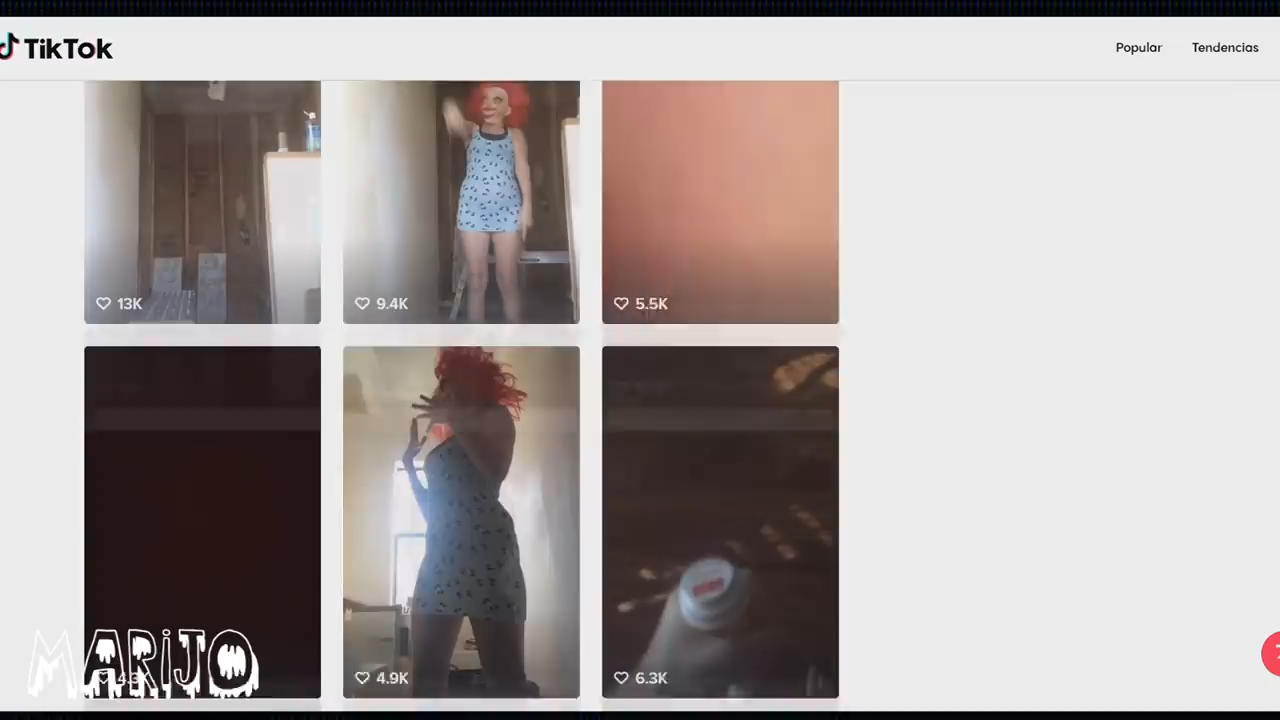 TikTok
Popular Tendencias
13K 9.4K 5.5K
MARiJO
4.9K 6.3K